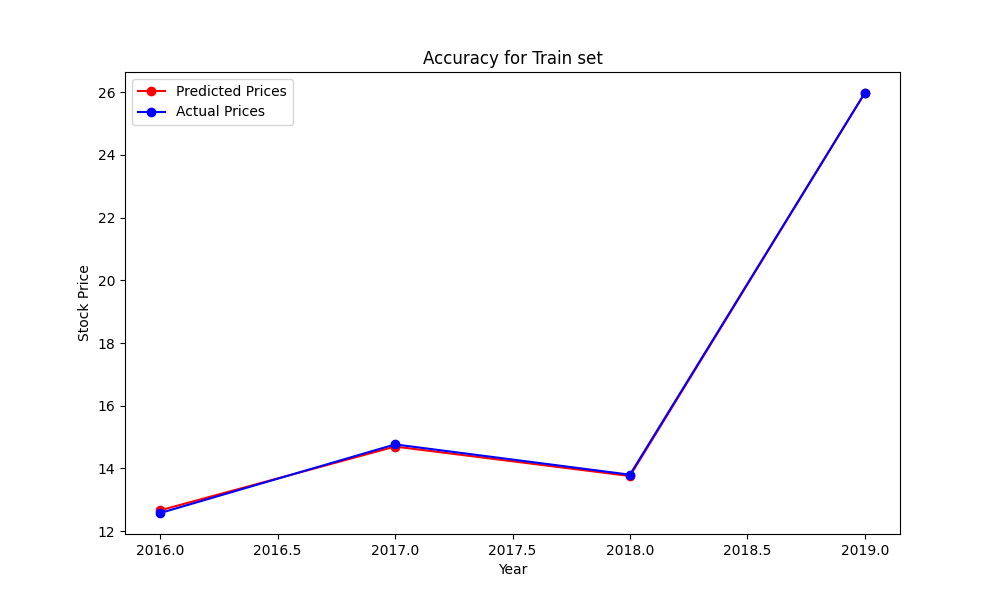 Accuracy for Train set
Predicted Prices
Actual Prices
26
24
22
20
18
16
14
12
Stock Price
2016.0 2016.5 2017.0 2017.5 2018.0 2018.5 2019.0
Year